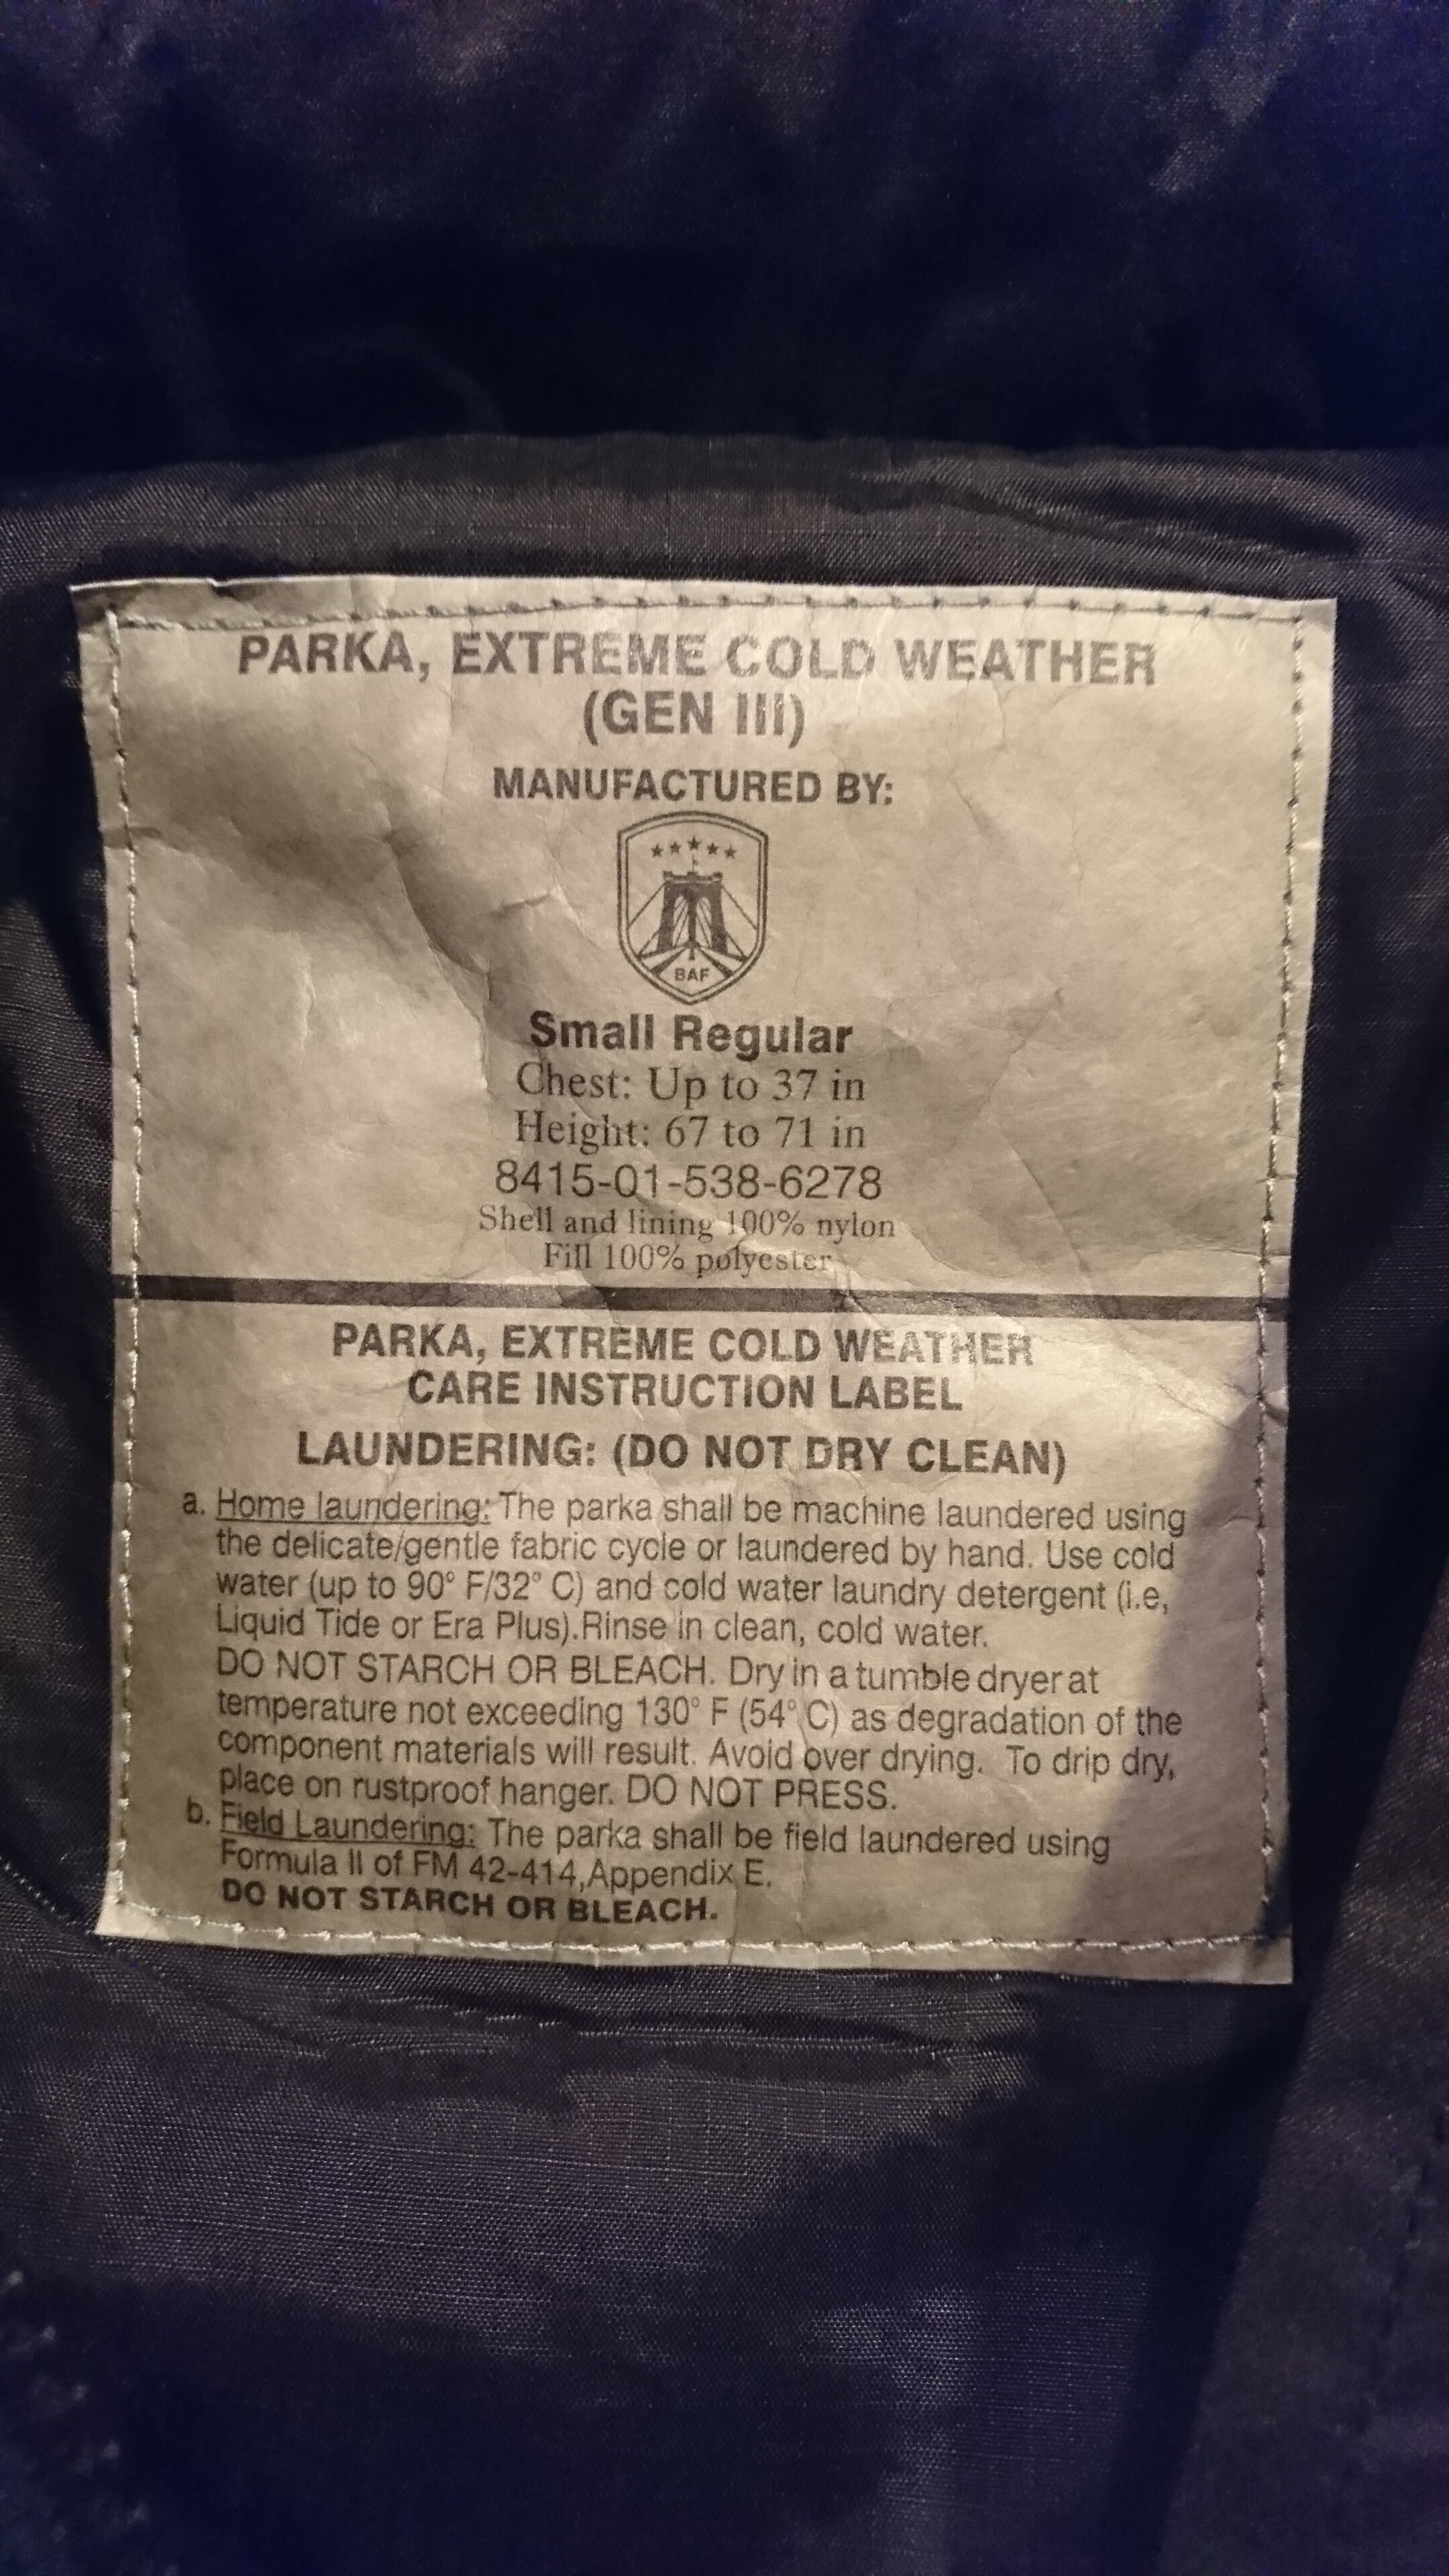 PARKA, EXTREME COLD WEATHER
(GEN III)
MANUFACTURED BY:
BAF
Small Regular
Chest: Up to 37 in
Height: 67 to 71 in
8415-01-538-6278
Shell and lining 100% nylon
Fill 100% polyester
PARKA, EXTREME COLD WEATHER
CARE INSTRUCTION LABEL
LAUNDERING: (DO NOT DRY CLEAN)
a. Home laundering: The parka shall be machine laundered using
the delicate/gentle fabric cycle or laundered by hand. Use cold
water (up to 90° F/32° C) and cold water laundry detergent (i.e,
Liquid Tide or Era Plus).Rinse in clean, cold water.
DO NOT STARCH OR BLEACH. Dry in a tumble dryer at
temperature not exceeding 130° F (54° C) as degradation of the
component materials will result. Avoid over drying. To drip dry,
place on rustproof hanger. DO NOT PRESS.
b. Field Laundering: The parka shall be field laundered using
Formula II of FM 42-414,Appendix E.
DO NOT STARCH OR BLEACH.